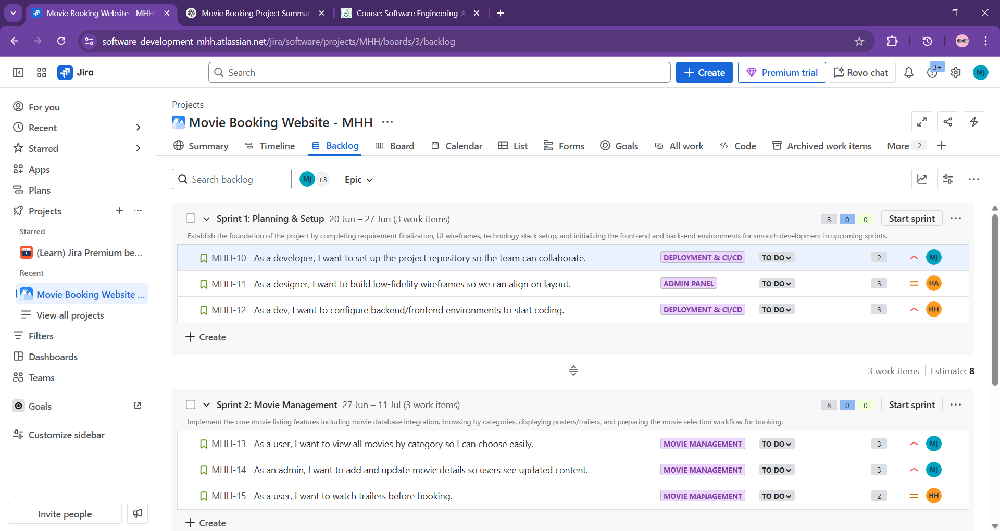 Movie Booking Website - MHH
Movie Booking Project Summar
Course: Software Engineering-A
software-development-mhh.atlassian.net/jira/software/projects/MHH/boards/3/backlog
Jira
Search
Create
Premium trial
Rovo chat
3+
MJ
For you
Recent
Starred
Apps
Plans
Projects
Starred
(Learn) Jira Premium be...
Recent
Movie Booking Website ...
View all projects
Filters
Dashboards
Teams
Goals
Customize sidebar
Invite people
Projects
Movie Booking Website - MHH
Summary Timeline Backlog Board Calendar List Forms Goals All work Code Archived work items More 2
Search backlog MJ +3 Epic
Sprint 1: Planning & Setup 20 Jun – 27 Jun (3 work items) 8 0 0 Start sprint
Establish the foundation of the project by completing requirement finalization, UI wireframes, technology stack setup, and initializing the front-end and back-end environments for smooth development in upcoming sprints.
MHH-10 As a developer, I want to set up the project repository so the team can collaborate. DEPLOYMENT & CI/CD TO DO 2 MJ
MHH-11 As a designer, I want to build low-fidelity wireframes so we can align on layout. ADMIN PANEL TO DO 3 HA
MHH-12 As a dev, I want to configure backend/frontend environments to start coding. DEPLOYMENT & CI/CD TO DO 3 HH
Create
3 work items Estimate: 8
Sprint 2: Movie Management 27 Jun – 11 Jul (3 work items) 8 0 0 Start sprint
Implement the core movie listing features including movie database integration, browsing by categories, displaying posters/trailers, and preparing the movie selection workflow for booking.
MHH-13 As a user, I want to view all movies by category so I can choose easily. MOVIE MANAGEMENT TO DO 3 MJ
MHH-14 As an admin, I want to add and update movie details so users see updated content. MOVIE MANAGEMENT TO DO 3 MJ
MHH-15 As a user, I want to watch trailers before booking. MOVIE MANAGEMENT TO DO 2 HH
Create